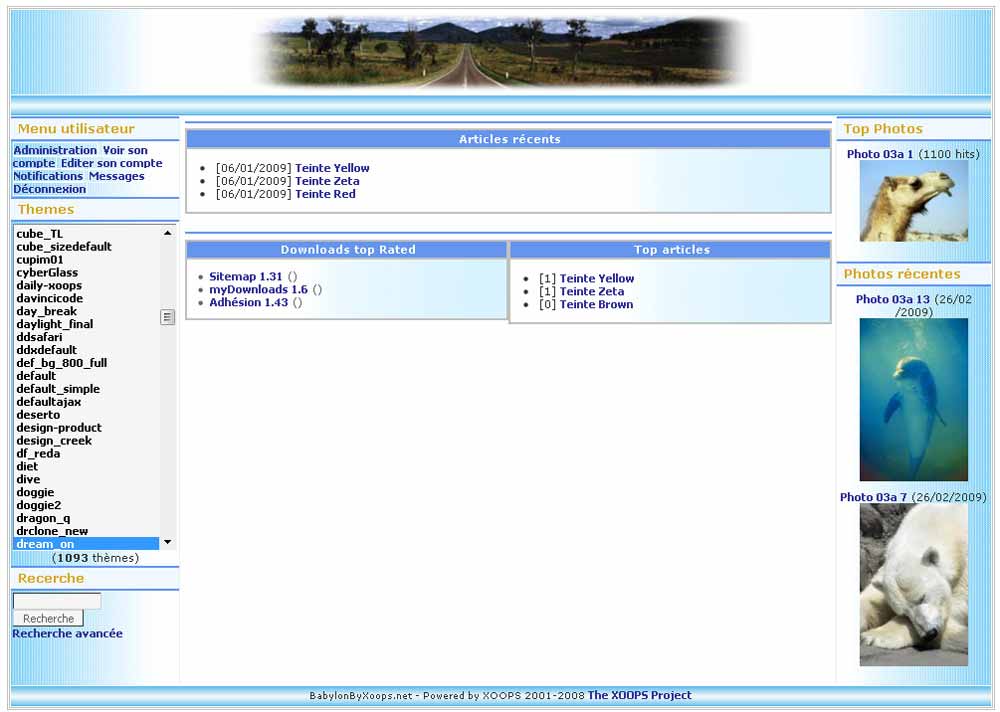 Menu utilisateur
Administration Voir son
compte Editer son compte
Notifications Messages
Déconnexion
Themes
cube_TL
cube_sizedefault
cupim01
cyberGlass
daily-xoops
davincicode
day_break
daylight_final
ddsafari
ddxdefault
def_bg_800_full
default
default_simple
defaultajax
deserto
design-product
design_creek
df_reda
diet
dive
doggie
doggie2
dragon_q
drclone_new
dream_on
(1093 thèmes)
Recerche
Recherche
Recherche avancée
Articles récents
[06/01/2009] Teinte Yellow
[06/01/2009] Teinte Zeta
[06/01/2009] Teinte Red
Downloads top Rated
Sitemap 1.31 ()
myDownloads 1.6 ()
Adhésion 1.43 ()
Top articles
[1] Teinte Yellow
[1] Teinte Zeta
[0] Teinte Brown
Top Photos
Photo 03a 1 (1100 hits)
Photos récentes
Photo 03a 13 (26/02
/2009)
Photo 03a 7 (26/02/2009)
BabylonByXoops.net - Powered by XOOPS 2001-2008 The XOOPS Project